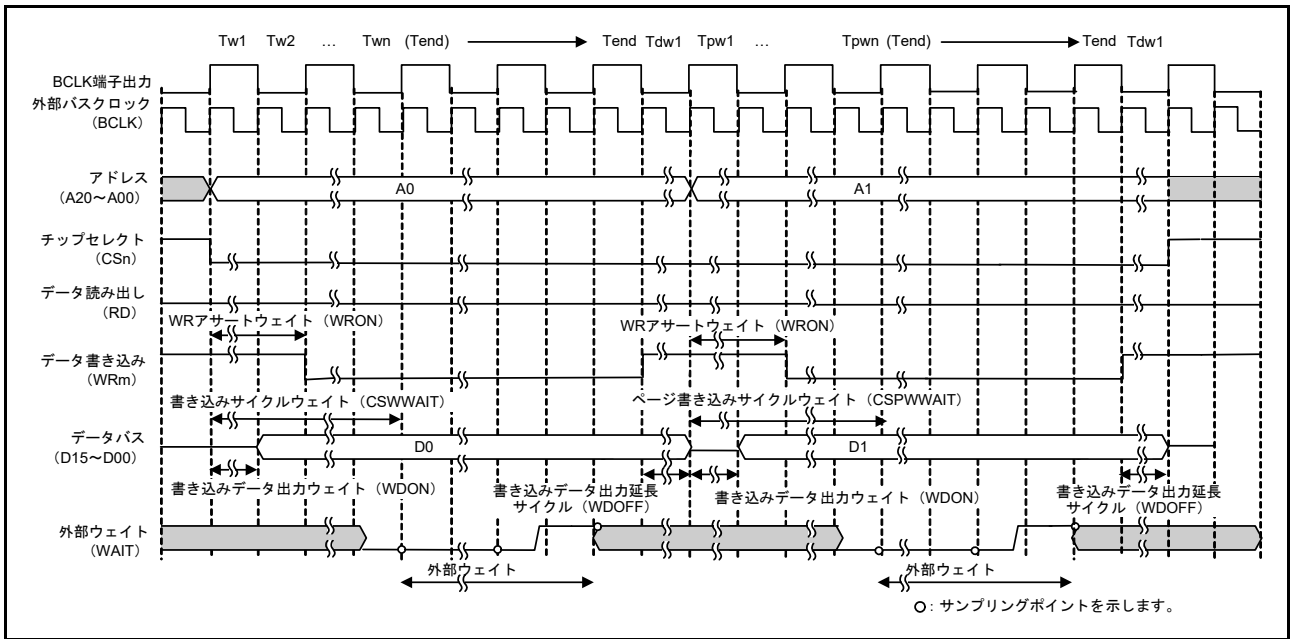 Tw1 Tw2 … Twn (Tend) Tend Tdw1 Tpw1 … Tpwn (Tend) Tend Tdw1
BCLK端子出力
外部バスクロック
（BCLK）
アドレス
（A20～A00）
A0 A1
チップセレクト
（CSn）
データ読み出し
（RD）
WRアサートウェイト（WRON） WRアサートウェイト（WRON）
データ書き込み
（WRm）
書き込みサイクルウェイト（CSWWAIT） ページ書き込みサイクルウェイト（CSPWWAIT）
データバス
（D15～D00）
D0 D1
書き込みデータ出力ウェイト（WDON） 書き込みデータ出力延長
サイクル（WDOFF）
書き込みデータ出力ウェイト（WDON） 書き込みデータ出力延長
サイクル（WDOFF）
外部ウェイト
（WAIT）
外部ウェイト 外部ウェイト
○: サンプリングポイントを示します。